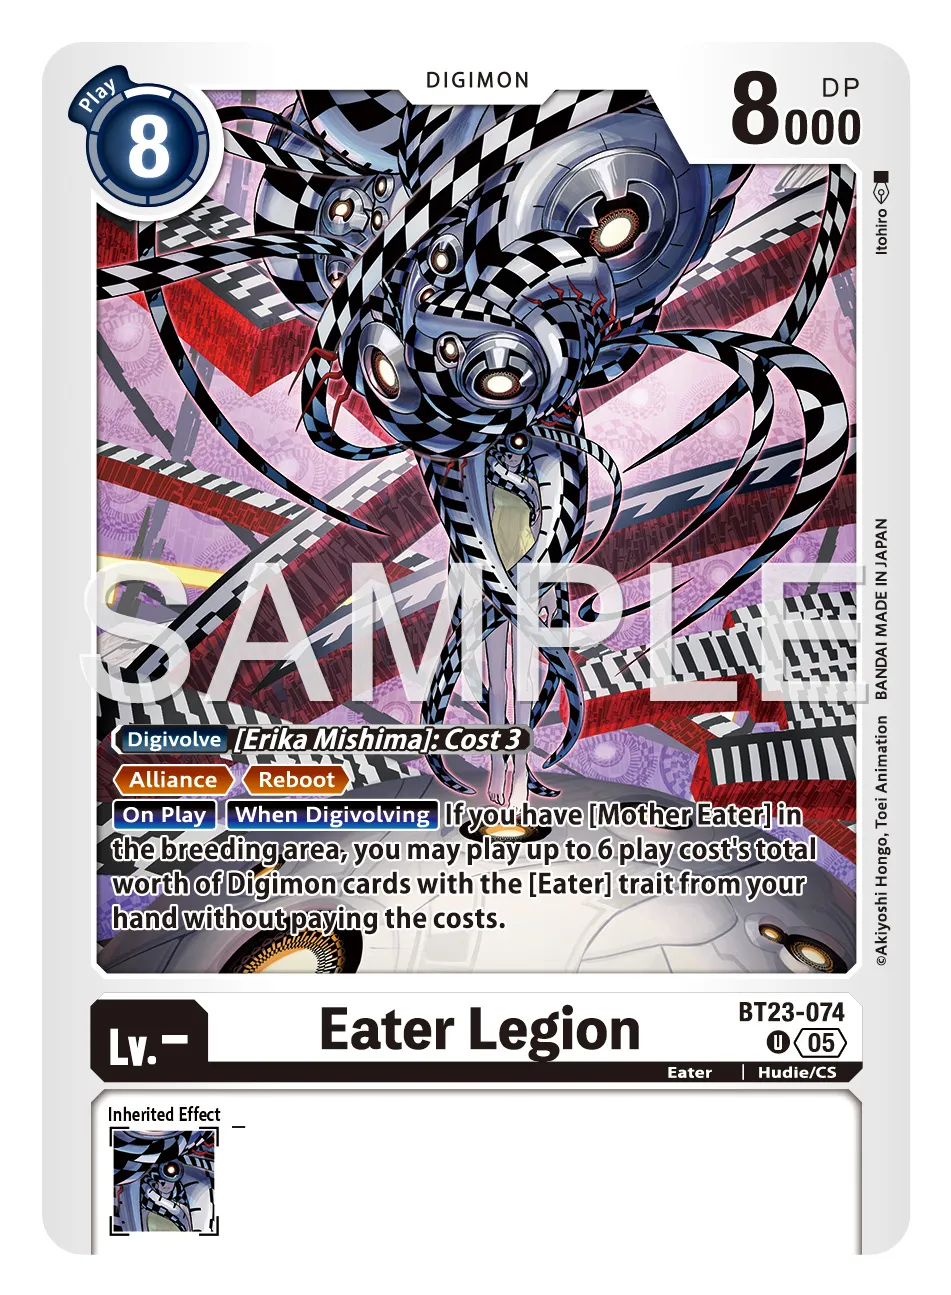 DIGIMON
Play
8
8000
DP
Itohiro
SAMPLE
BANDAI MADE IN JAPAN
©Akiyoshi Hongo, Toei Animation
Digivolve [Erika Mishima]: Cost 3
Alliance Reboot
On Play When Digivolving If you have [Mother Eater] in
the breeding area, you may play up to 6 play cost's total
worth of Digimon cards with the [Eater] trait from your
hand without paying the costs.
Lv.–
Eater Legion
BT23-074
U 05
Eater | Hudie/CS
Inherited Effect –